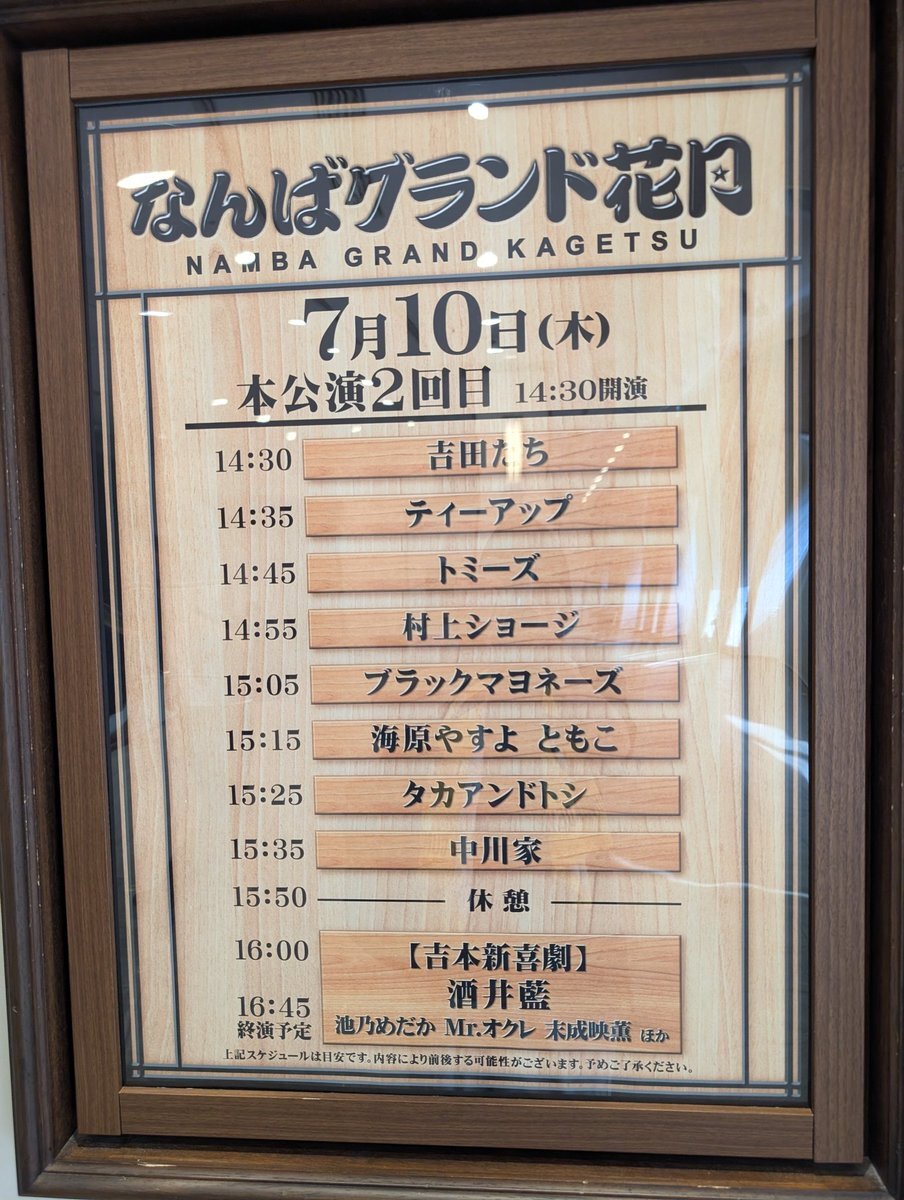 なんばグランド花月
NAMBA GRAND KAGETSU
7月10日(木)
本公演2回目 14:30開演
14:30 吉田たち
14:35 ティーアップ
14:45 トミーズ
14:55 村上ショージ
15:05 ブラックマヨネーズ
15:15 海原やすよ ともこ
15:25 タカアンドトシ
15:35 中川家
15:50 休憩
16:00 【吉本新喜劇】
酒井藍
16:45 終演予定
池乃めだか Mr.オクレ 末成映薫 ほか
上記スケジュールは目安です。内容により前後する可能性がございます。予めご了承ください。